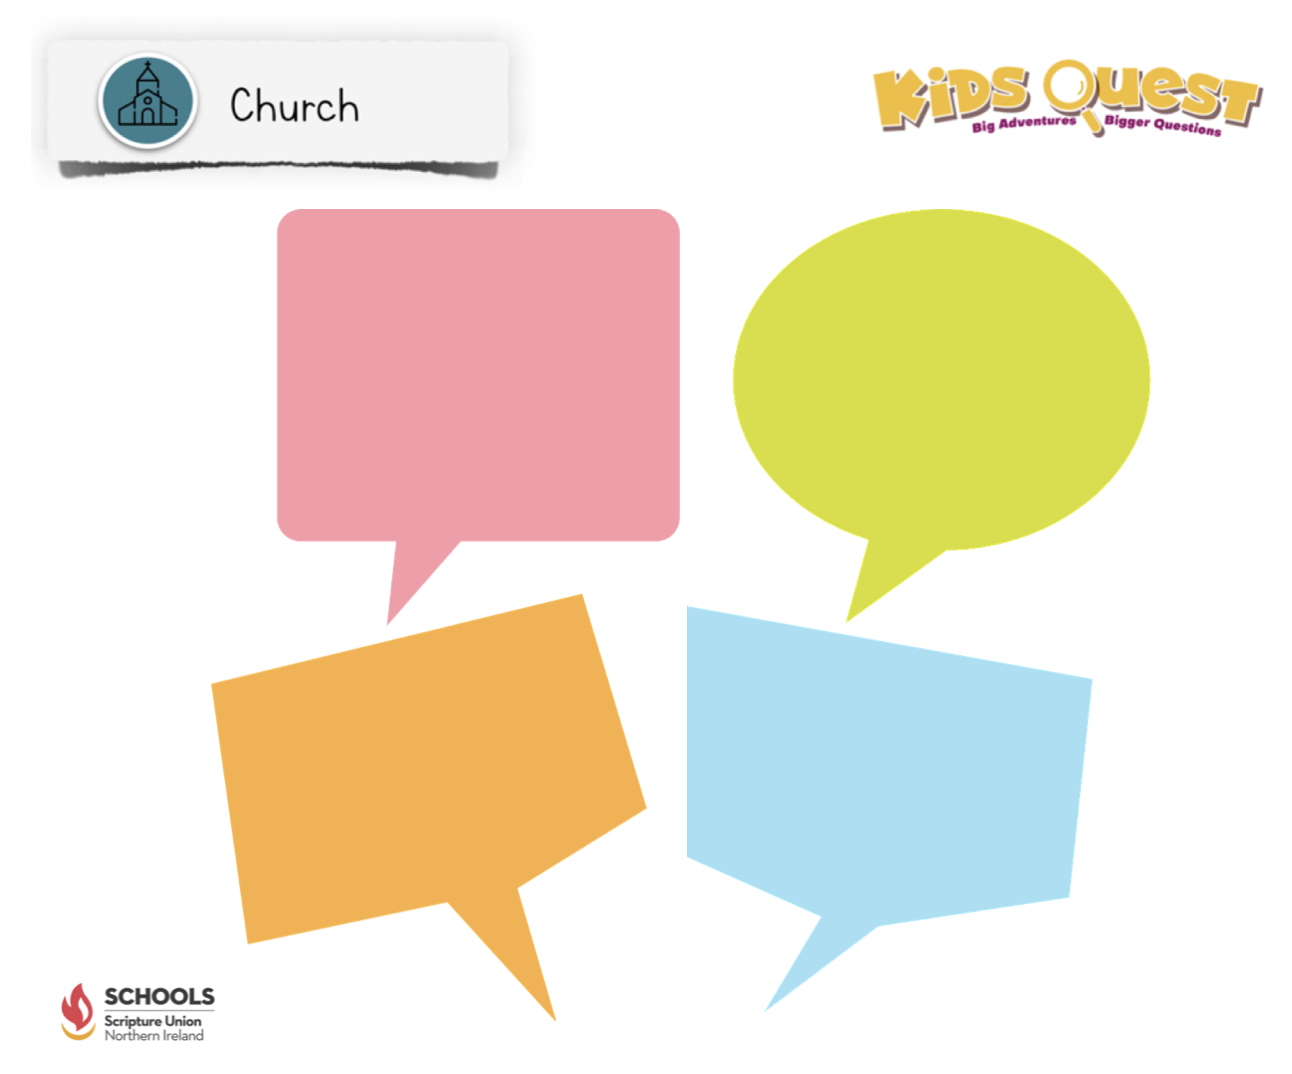 Church
KiDS QUEST
Big Adventures Bigger Questions
SCHOOLS
Scripture Union
Northern Ireland